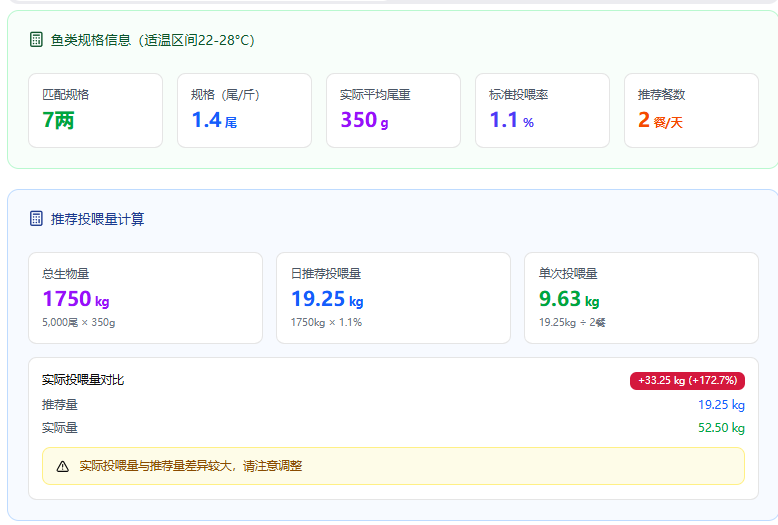 鱼类规格信息（适温区间22-28°C）
匹配规格
7两
规格（尾/斤）
1.4 尾
实际平均尾重
350 g
标准投喂率
1.1 %
推荐餐数
2 餐/天
推荐投喂量计算
总生物量
1750 kg
5,000尾 × 350g
日推荐投喂量
19.25 kg
1750kg × 1.1%
单次投喂量
9.63 kg
19.25kg ÷ 2餐
实际投喂量对比
+33.25 kg (+172.7%)
推荐量
19.25 kg
实际量
52.50 kg
实际投喂量与推荐量差异较大，请注意调整